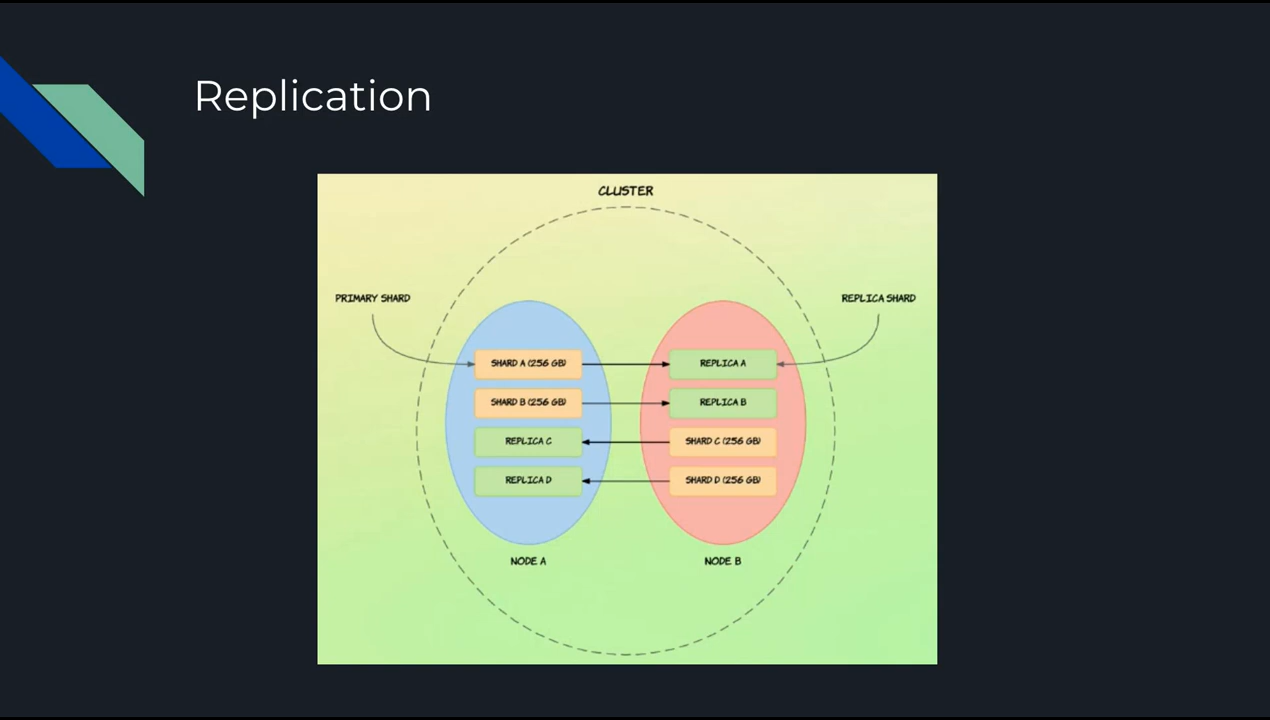 Replication
CLUSTER
PRIMARY SHARD
REPLICA SHARD
SHARD A (256 GB)
REPLICA A
SHARD B (256 GB)
REPLICA B
REPLICA C
SHARD C (256 GB)
REPLICA D
SHARD D (256 GB)
NODE A
NODE B